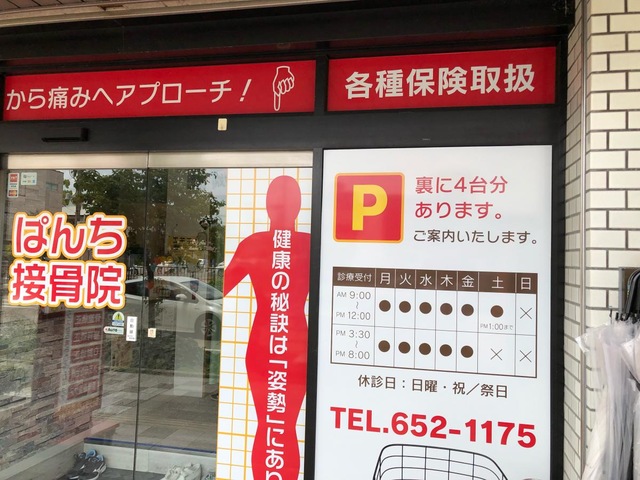 から痛みへアプローチ!
各種保険取扱
ぱんち
接骨院
健康の秘訣は「姿勢」にあり
P
裏に4台分
あります。
ご案内いたします。
診療受付 月 火 水 木 金 土 日
AM 9:00 〜 PM 12:00 ● ● ● ● ● ● PM1:00まで ×
PM 3:30 〜 PM 8:00 ● ● ● ● ● × ×
休診日:日曜・祝/祭日
TEL.652-1175